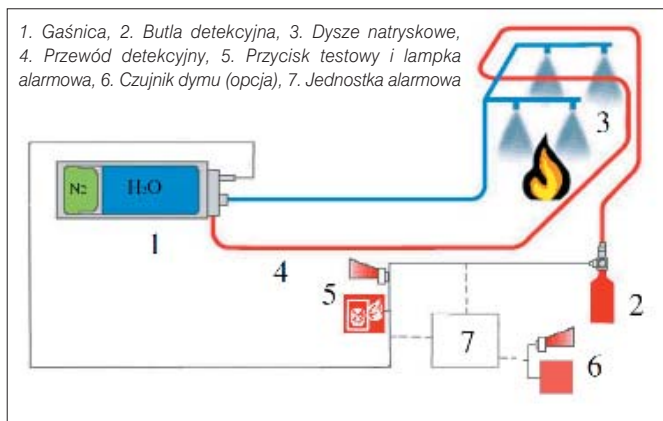 1. Gaśnica, 2. Butla detekcyjna, 3. Dysze natryskowe,
4. Przewód detekcyjny, 5. Przycisk testowy i lampka
alarmowa, 6. Czujnik dymu (opcja), 7. Jednostka alarmowa
N2
H2O
1
2
3
4
5
6
7